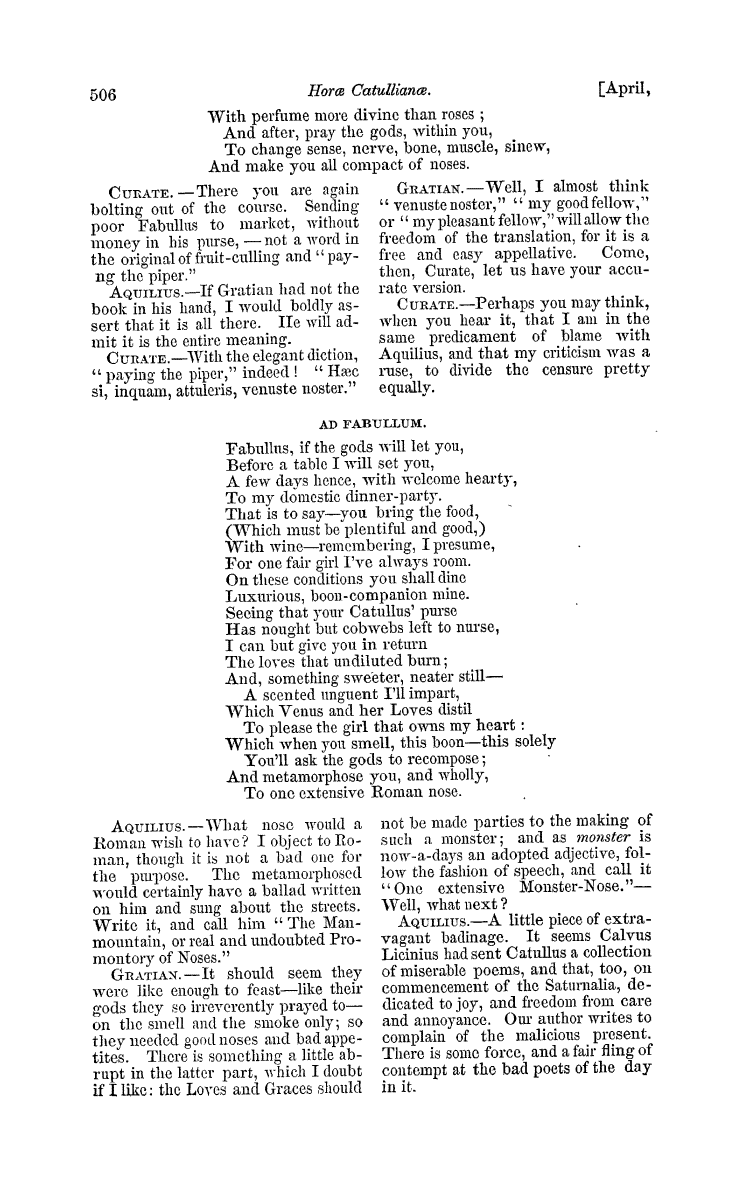 506
Horæ Catullianæ.
[April,
With perfume more divine than roses ;
And after, pray the gods, within you,
To change sense, nerve, bone, muscle, sinew,
And make you all compact of noses.
CURATE. — There you are again
bolting out of the course. Sending
poor Fabullus to market, without
money in his purse, — not a word in
the original of fruit-culling and “ pay-
ng the piper.”
AQUILIUS.—If Gratian had not the
book in his hand, I would boldly as-
sert that it is all there. He will ad-
mit it is the entire meaning.
CURATE.—With the elegant diction,
“ paying the piper,” indeed ! “ Hæc
si, inquam, attuleris, venuste noster.”
GRATIAN.—Well, I almost think
“ venuste noster,” “ my good fellow,”
or “ my pleasant fellow,” will allow the
freedom of the translation, for it is a
free and easy appellative. Come,
then, Curate, let us have your accu-
rate version.
CURATE.—Perhaps you may think,
when you hear it, that I am in the
same predicament of blame with
Aquilius, and that my criticism was a
ruse, to divide the censure pretty
equally.
AD FABULLUM.
Fabullus, if the gods will let you,
Before a table I will set you,
A few days hence, with welcome hearty,
To my domestic dinner-party.
That is to say—you bring the food,
(Which must be plentiful and good,)
With wine—remembering, I presume,
For one fair girl I've always room.
On these conditions you shall dine
Luxurious, boon-companion mine.
Seeing that your Catullus' purse
Has nought but cobwebs left to nurse,
I can but give you in return
The loves that undiluted burn ;
And, something sweeter, neater still—
A scented unguent I'll impart,
Which Venus and her Loves distil
To please the girl that owns my heart :
Which when you smell, this boon—this solely
You'll ask the gods to recompose ;
And metamorphose you, and wholly,
To one extensive Roman nose.
AQUILIUS.—What nose would a
Roman wish to have? I object to Ro-
man, though it is not a bad one for
the purpose. The metamorphosed
would certainly have a ballad written
on him and sung about the streets.
Write it, and call him “ The Man-
mountain, or real and undoubted Pro-
montory of Noses.”
GRATIAN.—It should seem they
were like enough to feast—like their
gods they so irreverently prayed to—
on the smell and the smoke only; so
they needed good noses and bad appe-
tites. There is something a little ab-
rupt in the latter part, which I doubt
if I like: the Loves and Graces should
not be made parties to the making of
such a monster; and as monster is
now-a-days an adopted adjective, fol-
low the fashion of speech, and call it
“One extensive Monster-Nose.”—
Well, what next ?
AQUILIUS.—A little piece of extra-
vagant badinage. It seems Calvus
Licinius had sent Catullus a collection
of miserable poems, and that, too, on
commencement of the Saturnalia, de-
dicated to joy, and freedom from care
and annoyance. Our author writes to
complain of the malicious present.
There is some force, and a fair fling of
contempt at the bad poets of the day
in it.